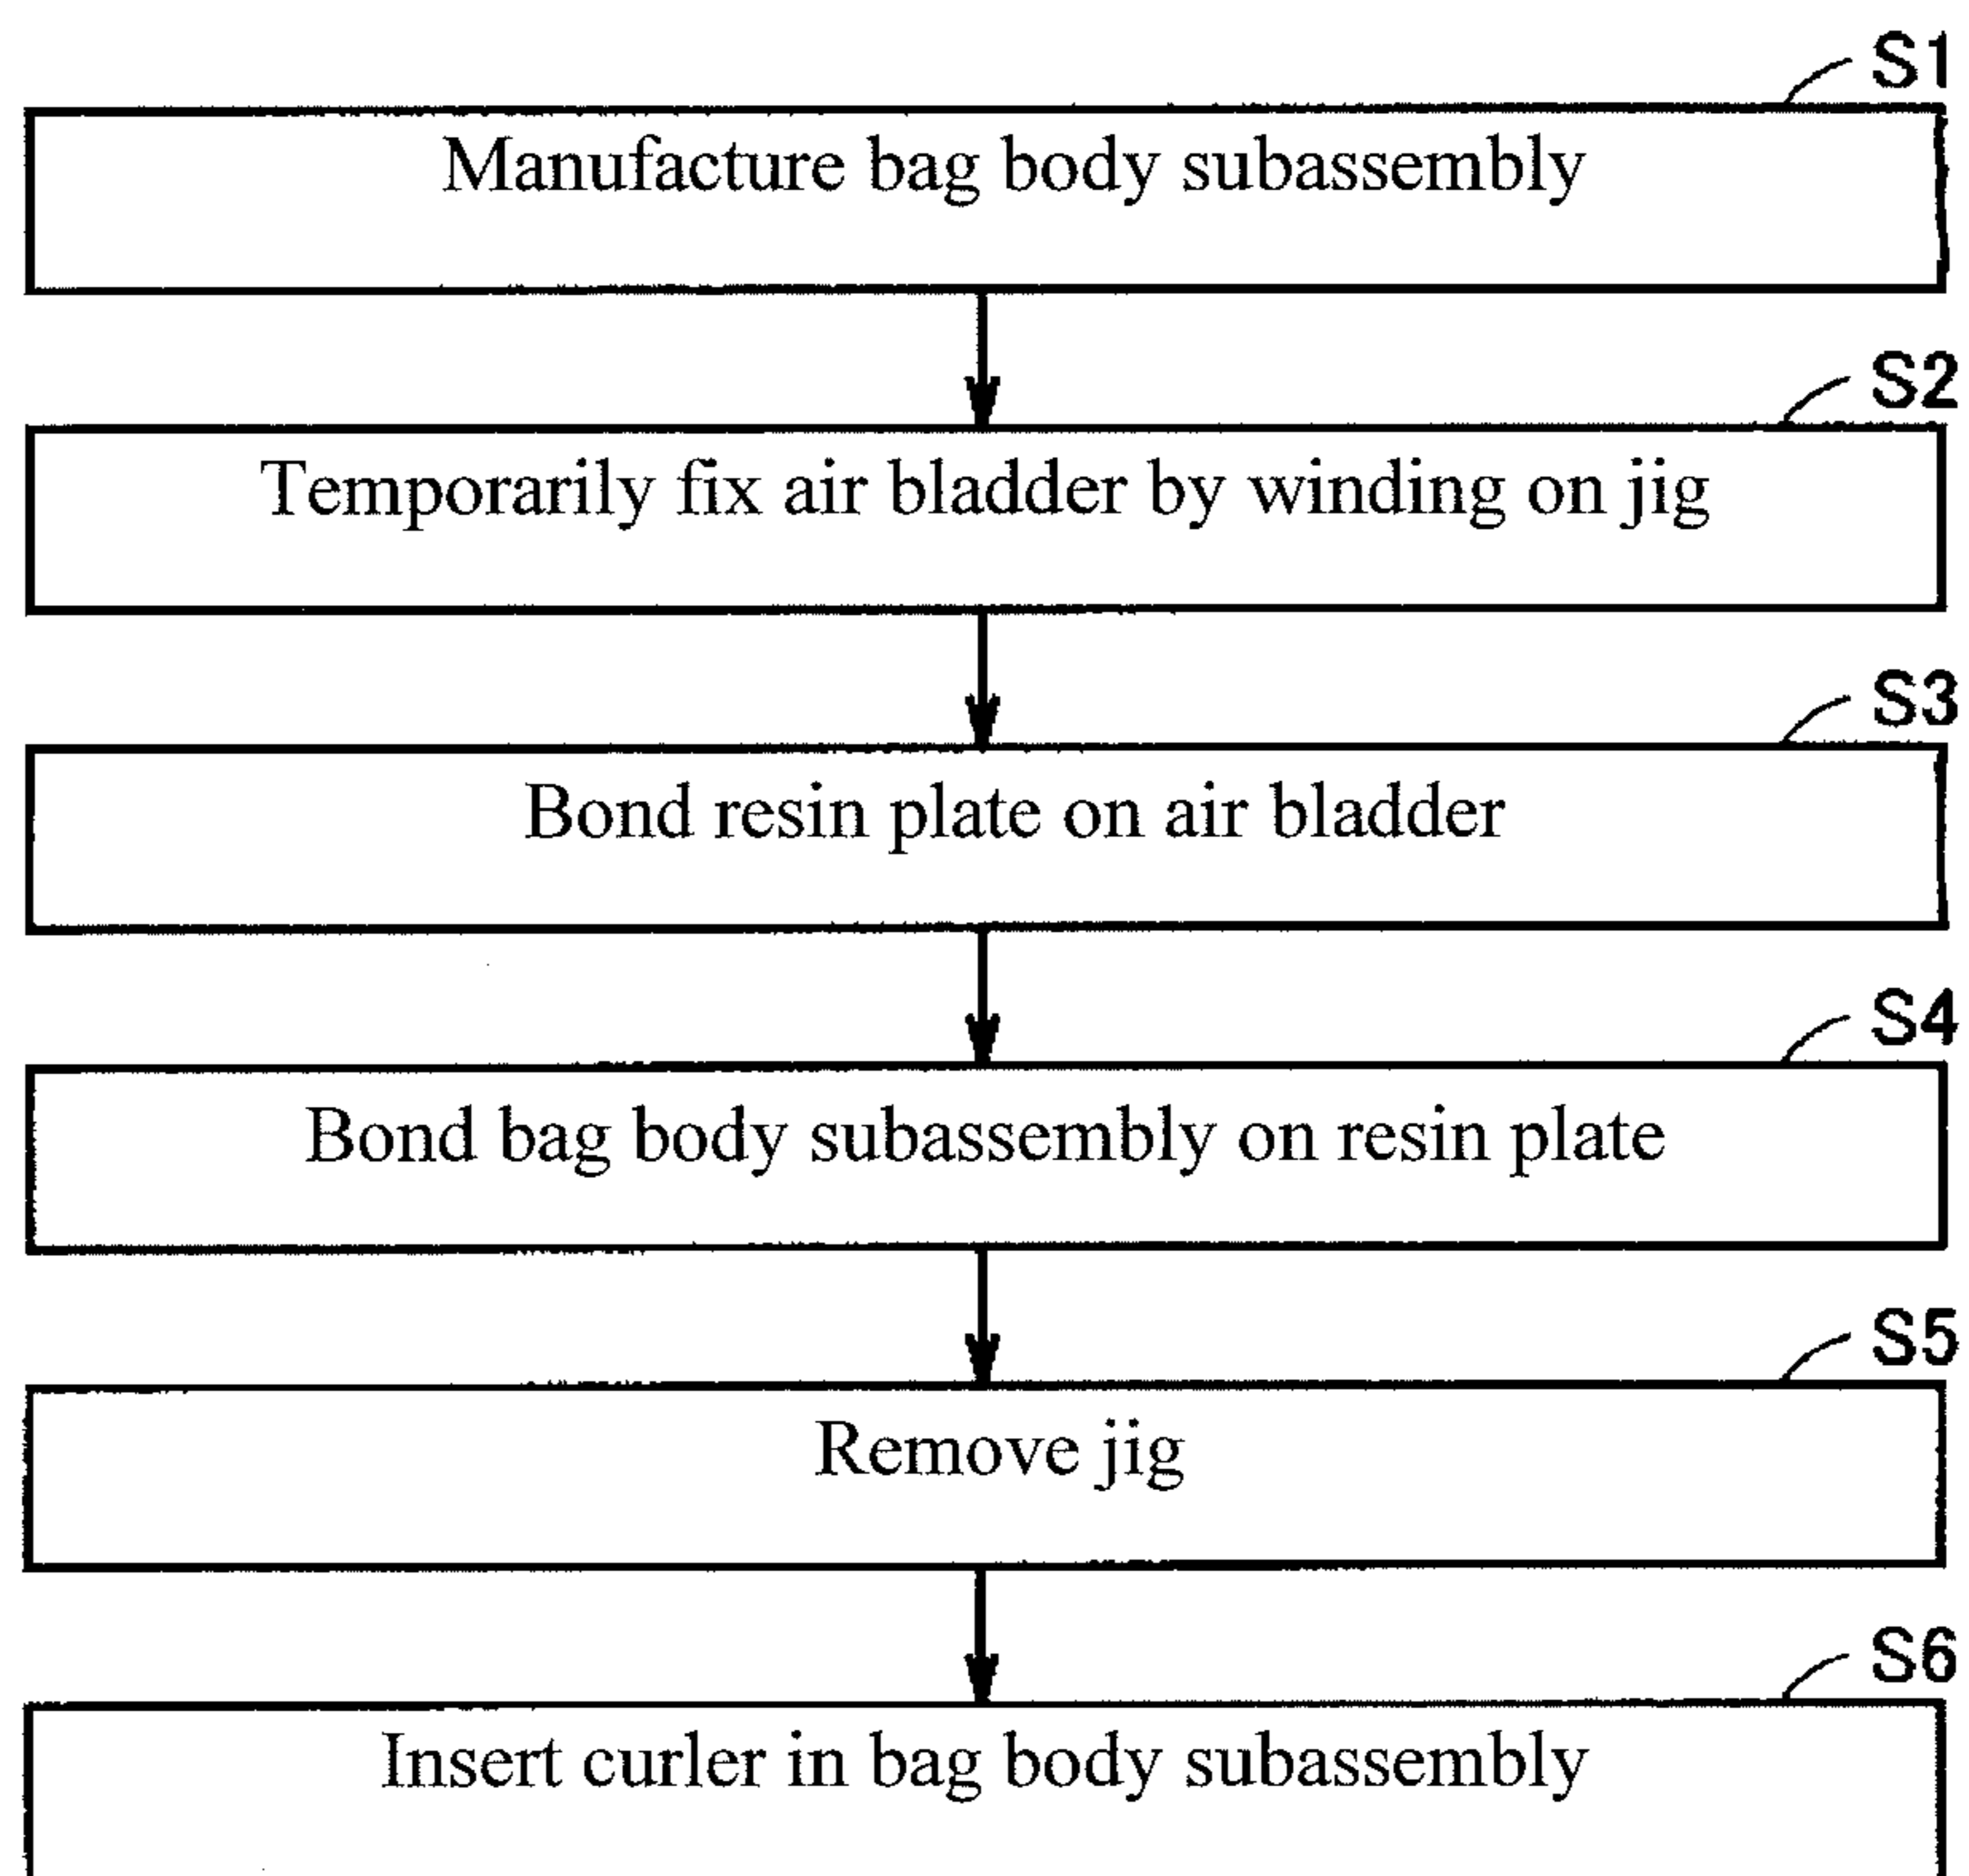 S1
Manufacture bag body subassembly
S2
Temporarily fix air bladder by winding on jig
S3
Bond resin plate on air bladder
S4
Bond bag body subassembly on resin plate
S5
Remove jig
S6
Insert curler in bag body subassembly